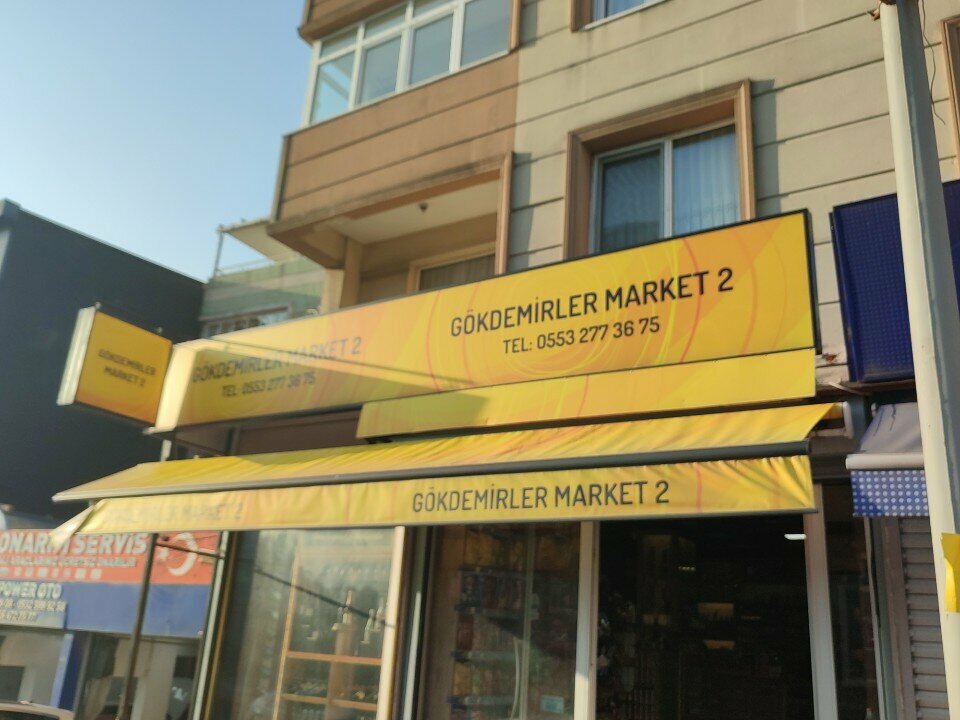 GÖKDEMİRLER MARKET 2
TEL: 0553 277 36 75
GÖKDEMİRLER MARKET 2
TEL: 0553 277 36 75
GÖKDEMİRLER
MARKET 2
GÖKDEMİRLER MARKET 2
ONARIM SERVİS
POWER OTO